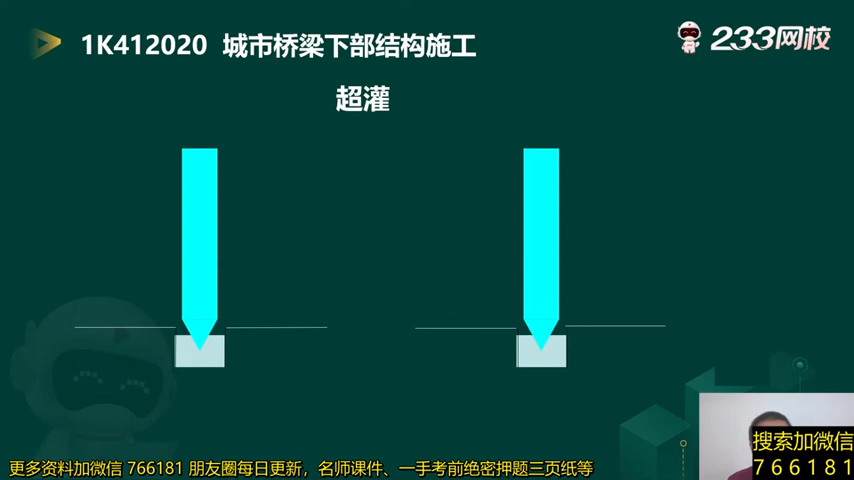 1K412020 城市桥梁下部结构施工
233网校
超灌
搜索加微信
766181
更多资料加微信 766181 朋友圈每日更新，名师课件、一手考前绝密押题三页纸等